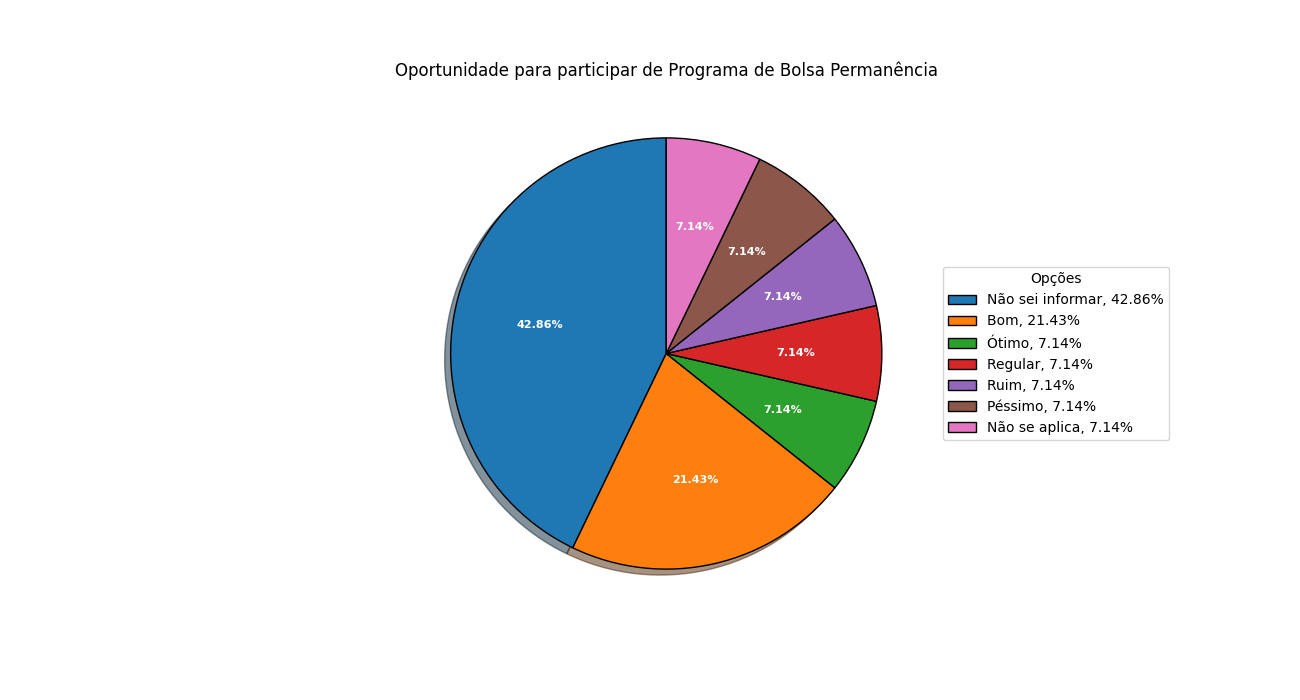 Oportunidade para participar de Programa de Bolsa Permanência
7.14%
7.14%
7.14%
7.14%
7.14%
21.43%
42.86%
Opções
Não sei informar, 42.86%
Bom, 21.43%
Ótimo, 7.14%
Regular, 7.14%
Ruim, 7.14%
Péssimo, 7.14%
Não se aplica, 7.14%